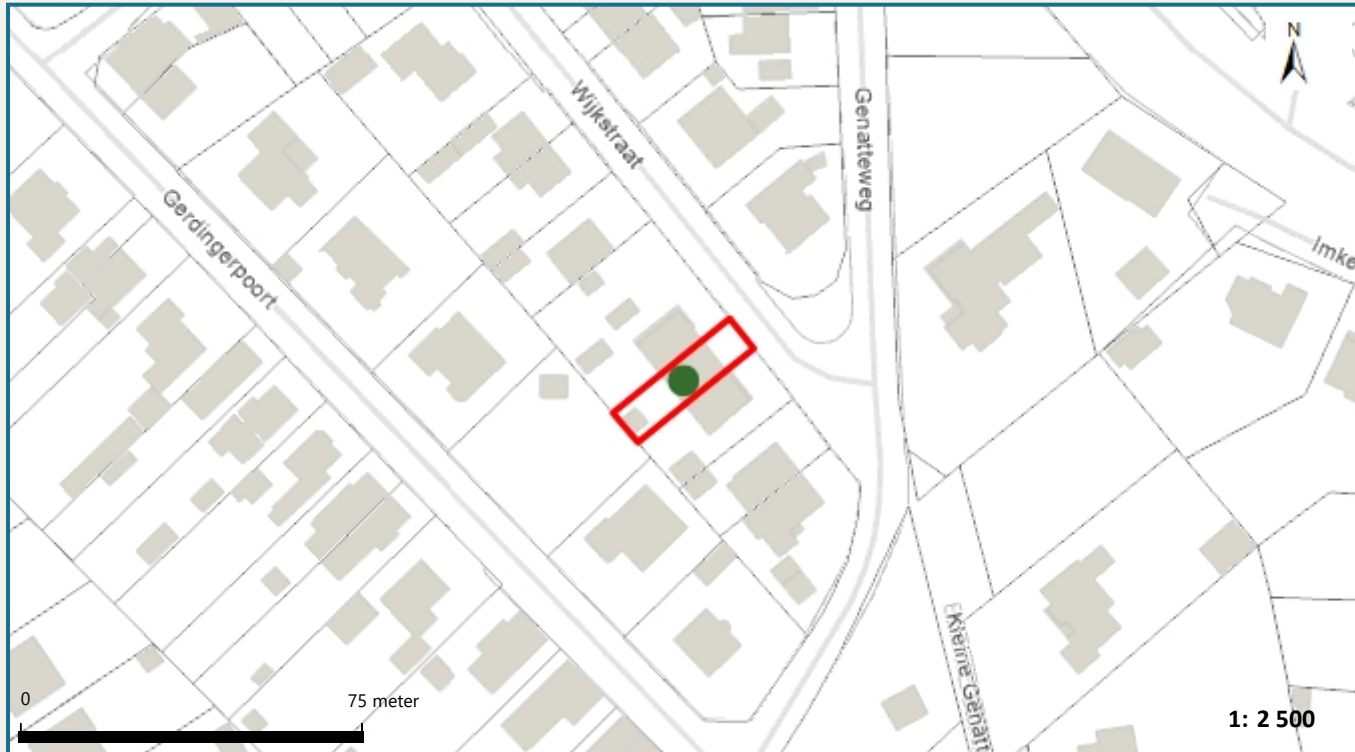 N
Wijkstraat
Genatteweg
Gerdingerpoort
Imke
Kleine Genatt
0
75 meter
1: 2 500